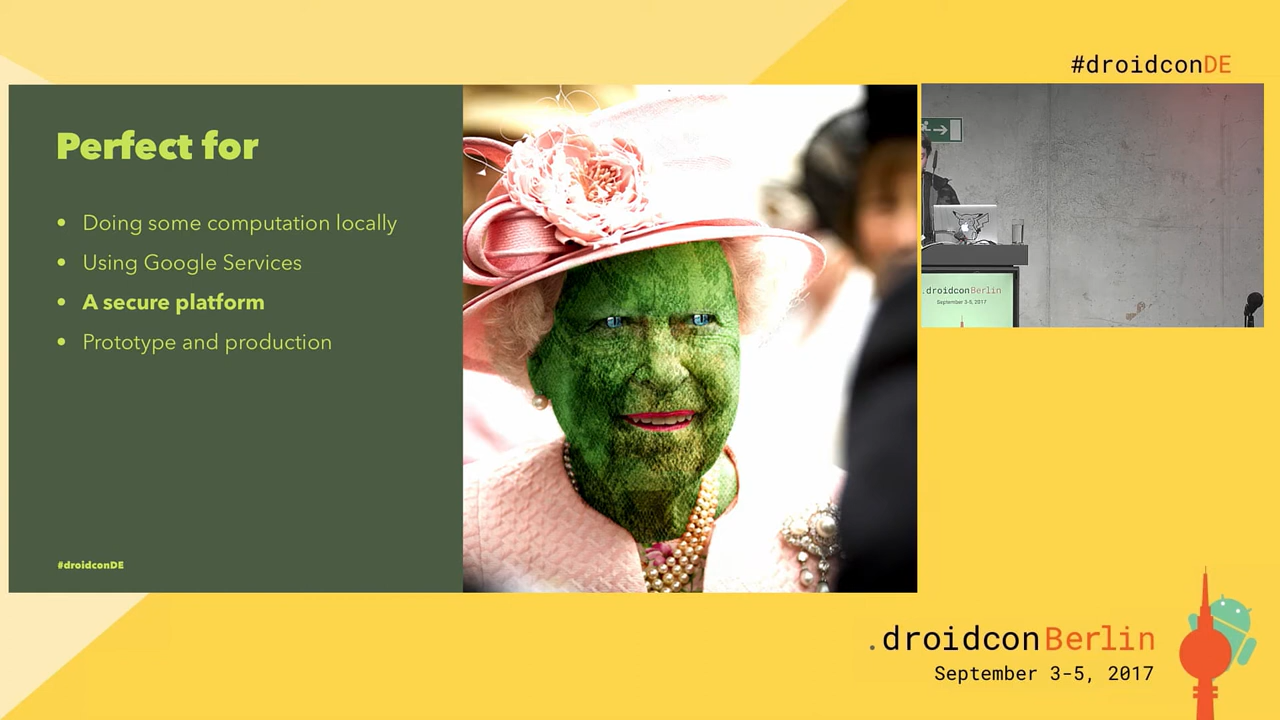 #droidconDE
Perfect for
• Doing some computation locally
• Using Google Services
• A secure platform
• Prototype and production
#droidconDE
droidconBerlin
September 3-5, 2017
.droidconBerlin
September 3-5, 2017